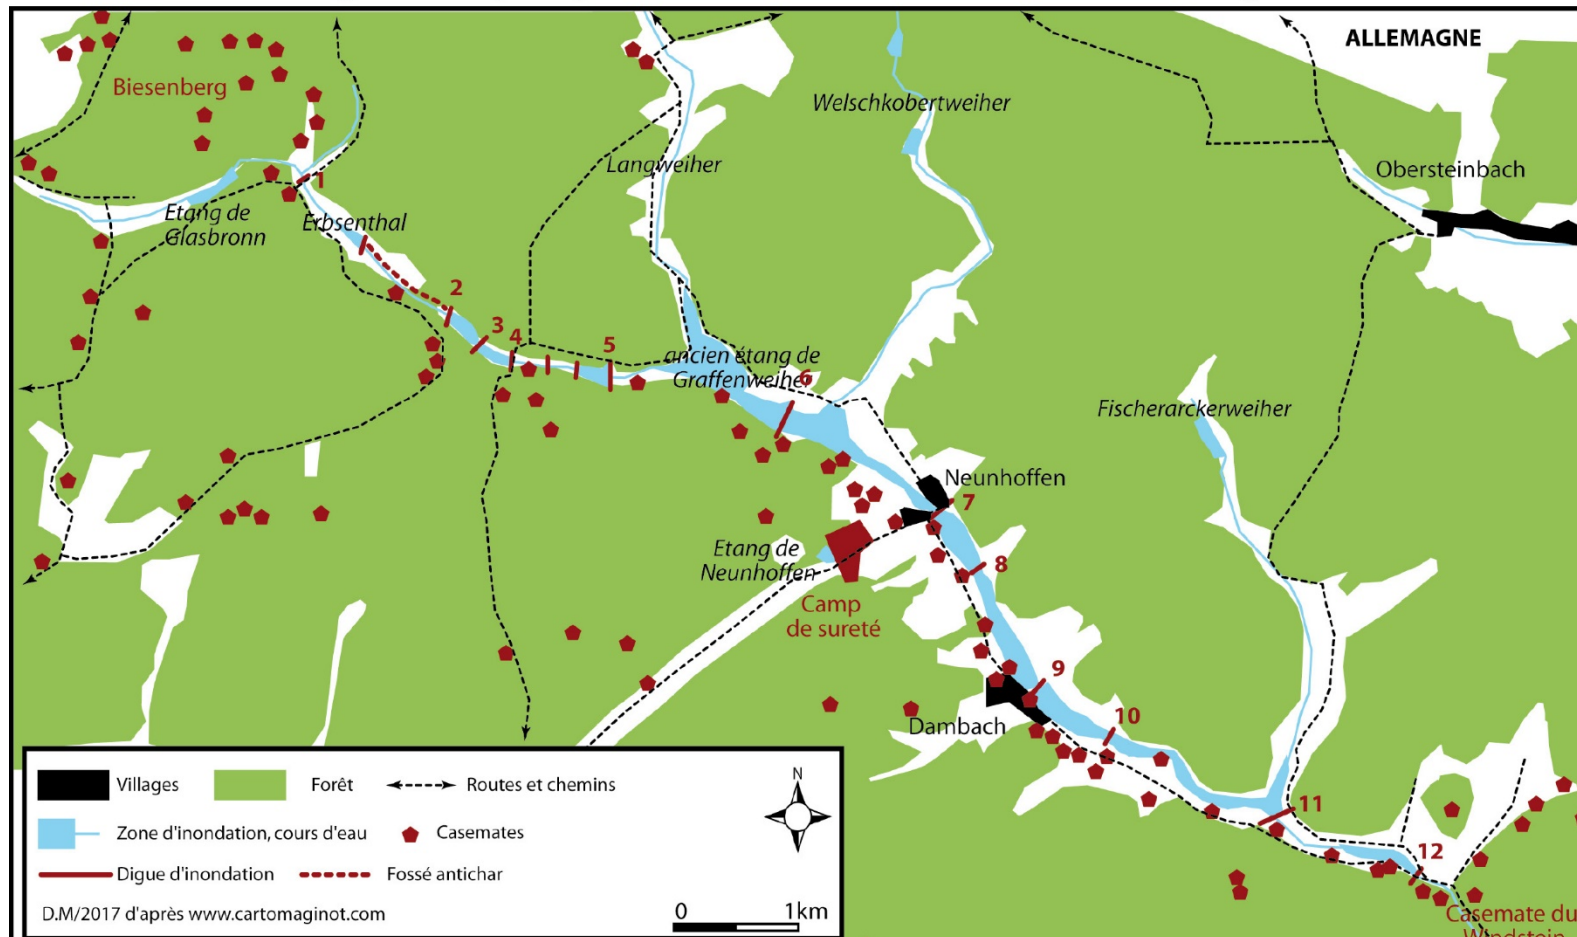 ALLEMAGNE
Biesenberg
Welschkobertweiher
Langweiher
Obersteinbach
1
Etang de
Glasbronn
Erbsenthal
2
3
4
5
ancien étang de
Graffenweiher
6
Fischerarckerweiher
Neunhoffen
7
Etang de
Neunhoffen
8
Camp
de sureté
9
10
Dambach
11
12
Casemate du
Windstein
Villages
Forêt
Routes et chemins
N
Zone d'inondation, cours d'eau
Casemates
Digue d'inondation
Fossé antichar
D.M/2017 d'après www.cartomaginot.com
0
1km